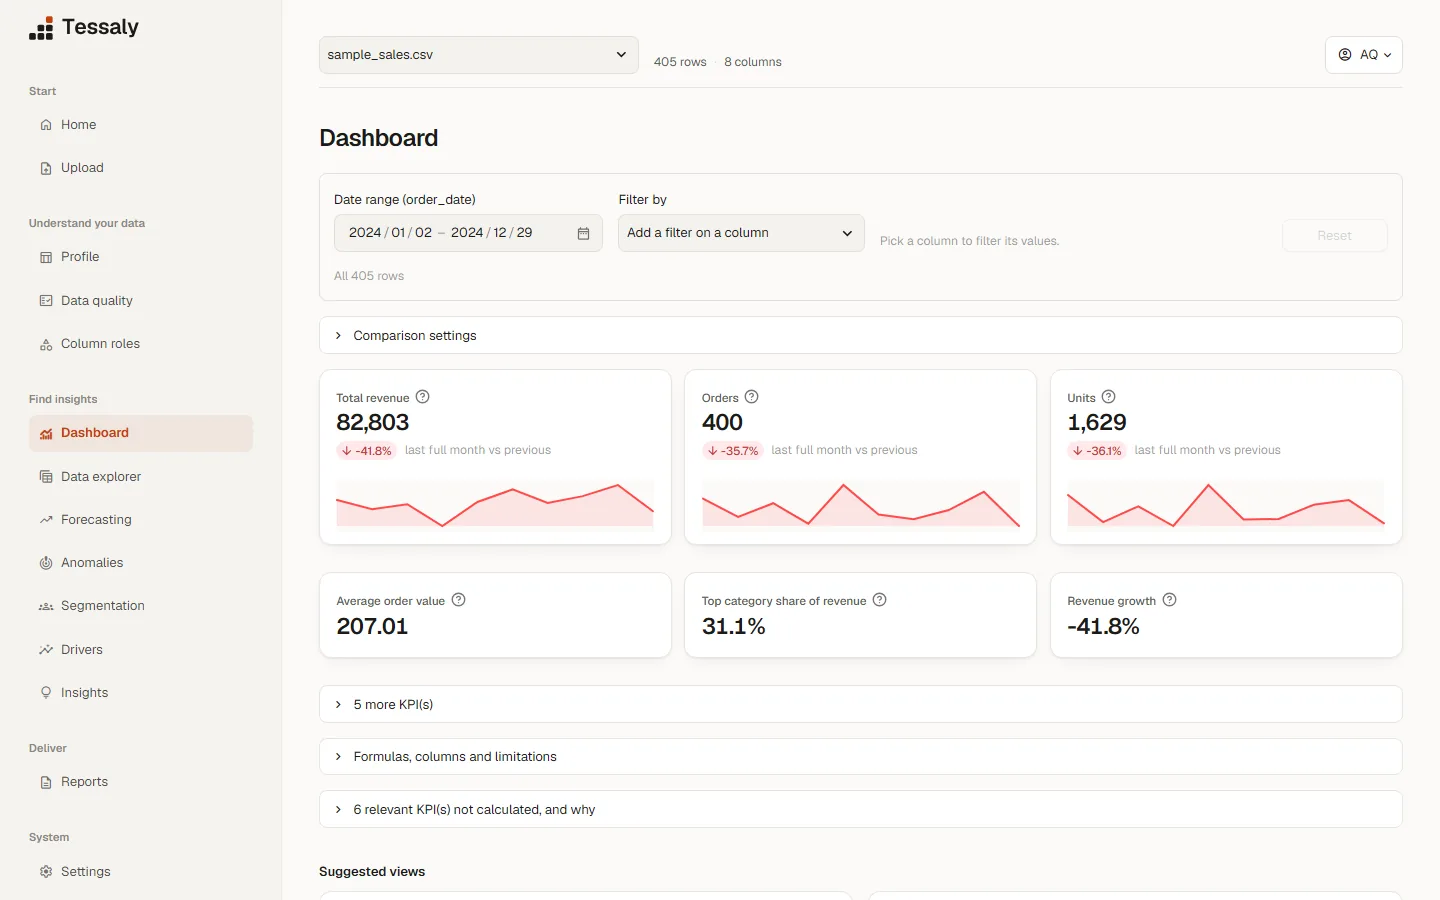 Tessaly
Start
Home
Upload
Understand your data
Profile
Data quality
Column roles
Find insights
Dashboard
Data explorer
Forecasting
Anomalies
Segmentation
Drivers
Insights
Deliver
Reports
System
Settings
sample_sales.csv
405 rows · 8 columns
AQ
Dashboard
Date range (order_date)
2024 / 01 / 02 – 2024 / 12 / 29
Filter by
Add a filter on a column
Pick a column to filter its values.
Reset
All 405 rows
Comparison settings
Total revenue
82,803
-41.8% last full month vs previous
Orders
400
-35.7% last full month vs previous
Units
1,629
-36.1% last full month vs previous
Average order value
207.01
Top category share of revenue
31.1%
Revenue growth
-41.8%
5 more KPI(s)
Formulas, columns and limitations
6 relevant KPI(s) not calculated, and why
Suggested views